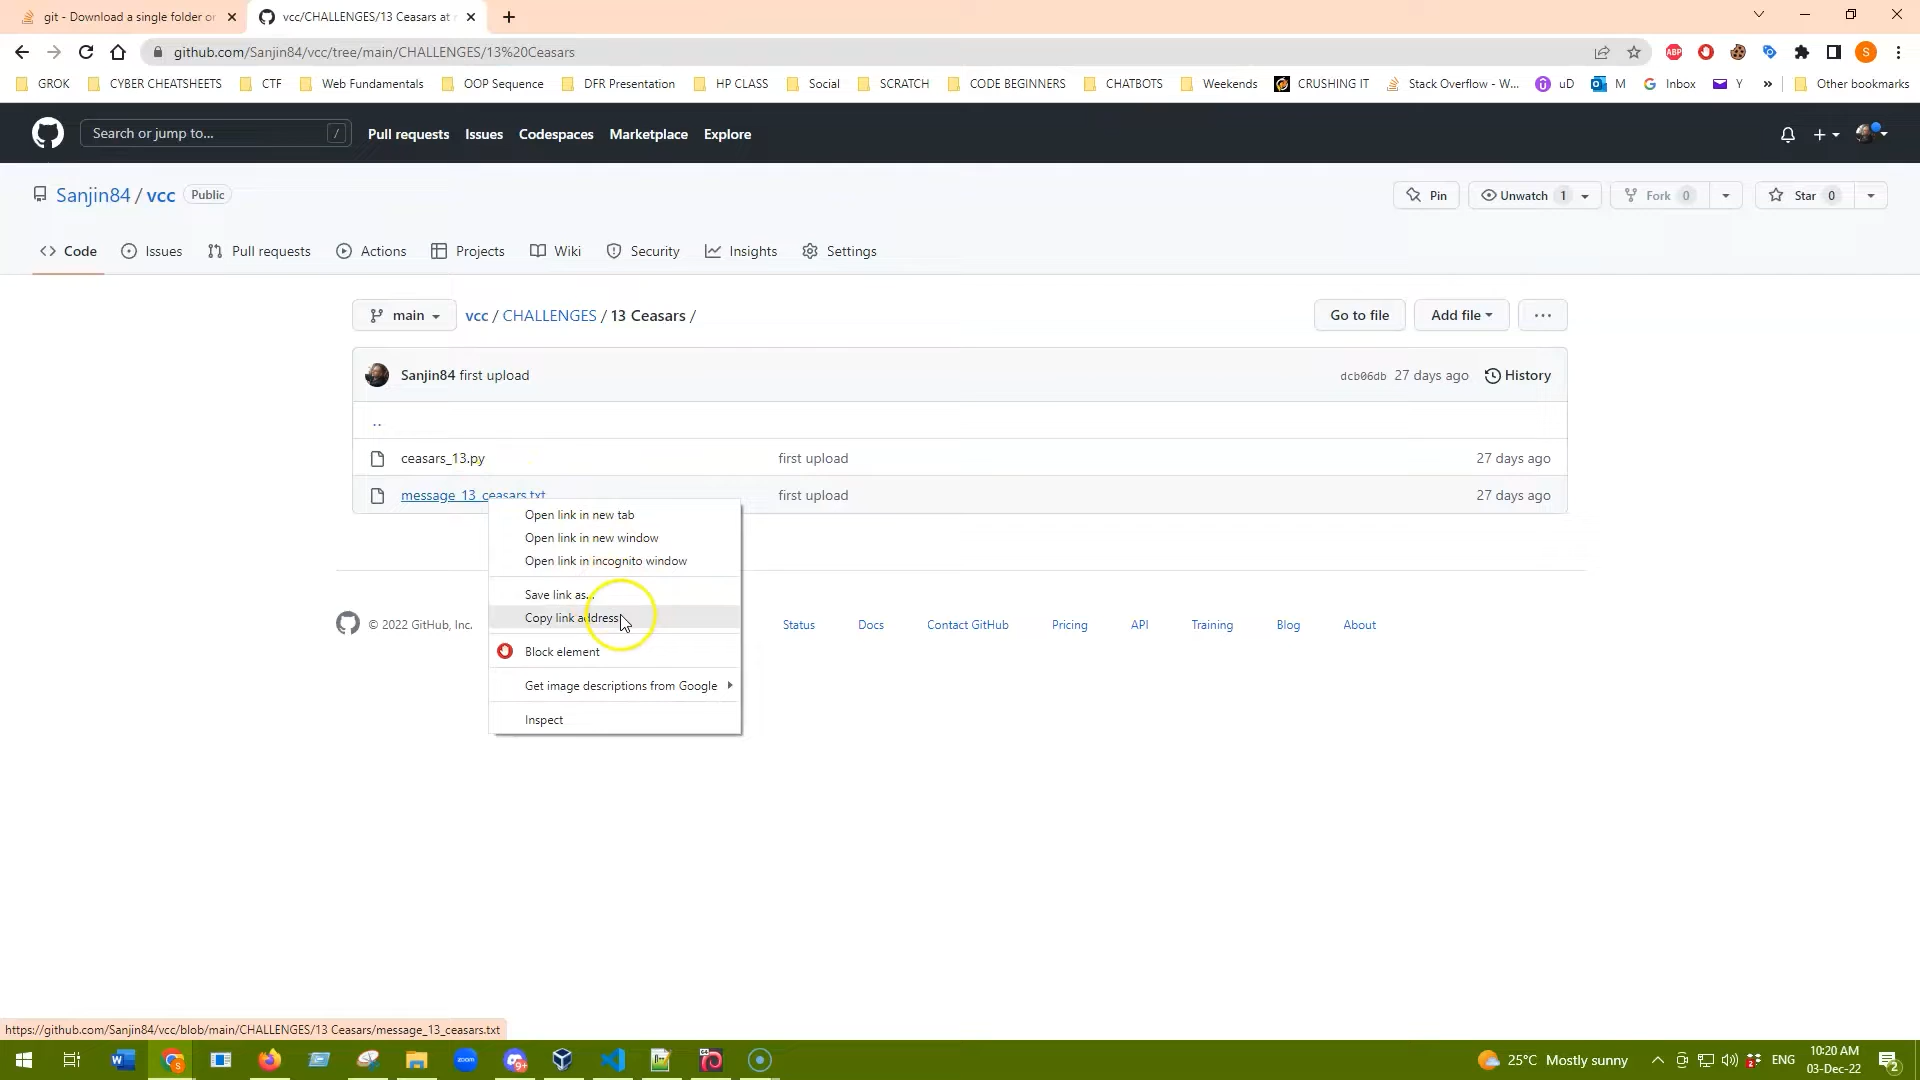 git - Download a single folder or
vcc/CHALLENGES/13 Ceasars at
github.com/Sanjin84/vcc/tree/main/CHALLENGES/13%20Ceasars
ABP
S
GROK
CYBER CHEATSHEETS
CTF
Web Fundamentals
OOP Sequence
DFR Presentation
HP CLASS
Social
SCRATCH
CODE BEGINNERS
CHATBOTS
Weekends
CRUSHING IT
Stack Overflow - W...
uD
M
Inbox
Y
»
Other bookmarks
Search or jump to...
/
Pull requests
Issues
Codespaces
Marketplace
Explore
Sanjin84 / vcc
Public
Pin
Unwatch 1
Fork 0
Star 0
Code
Issues
Pull requests
Actions
Projects
Wiki
Security
Insights
Settings
main
vcc / CHALLENGES / 13 Ceasars /
Go to file
Add file
...
Sanjin84 first upload
dcb06db 27 days ago
History
..
ceasars_13.py
first upload
27 days ago
message_13_ceasars.txt
first upload
27 days ago
Open link in new tab
Open link in new window
Open link in incognito window
Save link as...
Copy link address
Block element
Get image descriptions from Google
Inspect
© 2022 GitHub, Inc.
Status
Docs
Contact GitHub
Pricing
API
Training
Blog
About
https://github.com/Sanjin84/vcc/blob/main/CHALLENGES/13 Ceasars/message_13_ceasars.txt
zoom
9+
25°C Mostly sunny
ENG
10:20 AM
03-Dec-22
2